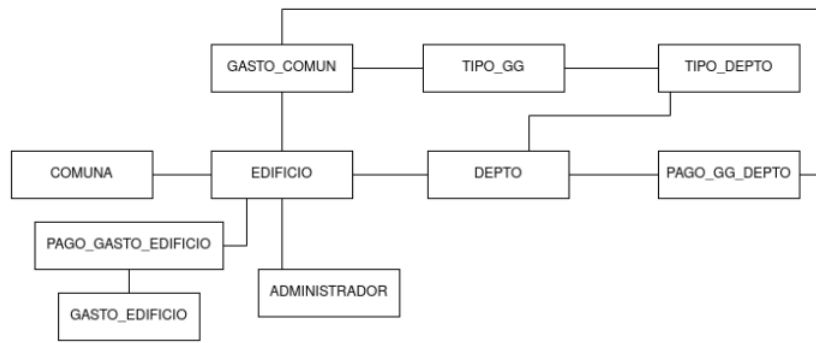 GASTO_COMUN
TIPO_GG
TIPO_DEPTO
COMUNA
EDIFICIO
DEPTO
PAGO_GG_DEPTO
PAGO_GASTO_EDIFICIO
ADMINISTRADOR
GASTO_EDIFICIO